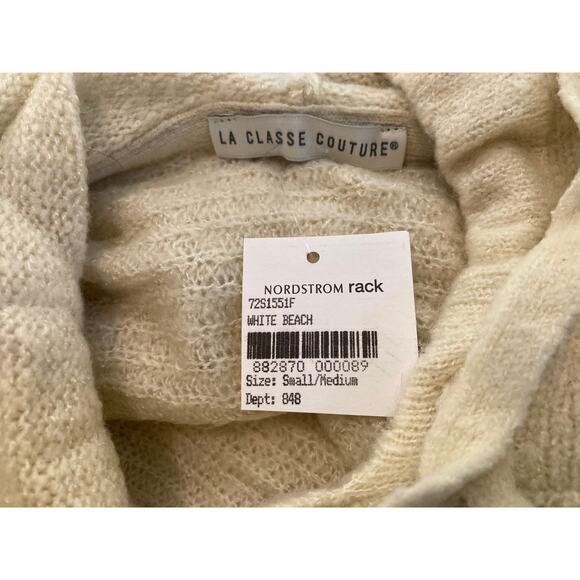 LA CLASSE COUTURE®
NORDSTROM rack
72S1551F
WHITE BEACH
882870 000089
Size: Small/Medium
Dept: 848